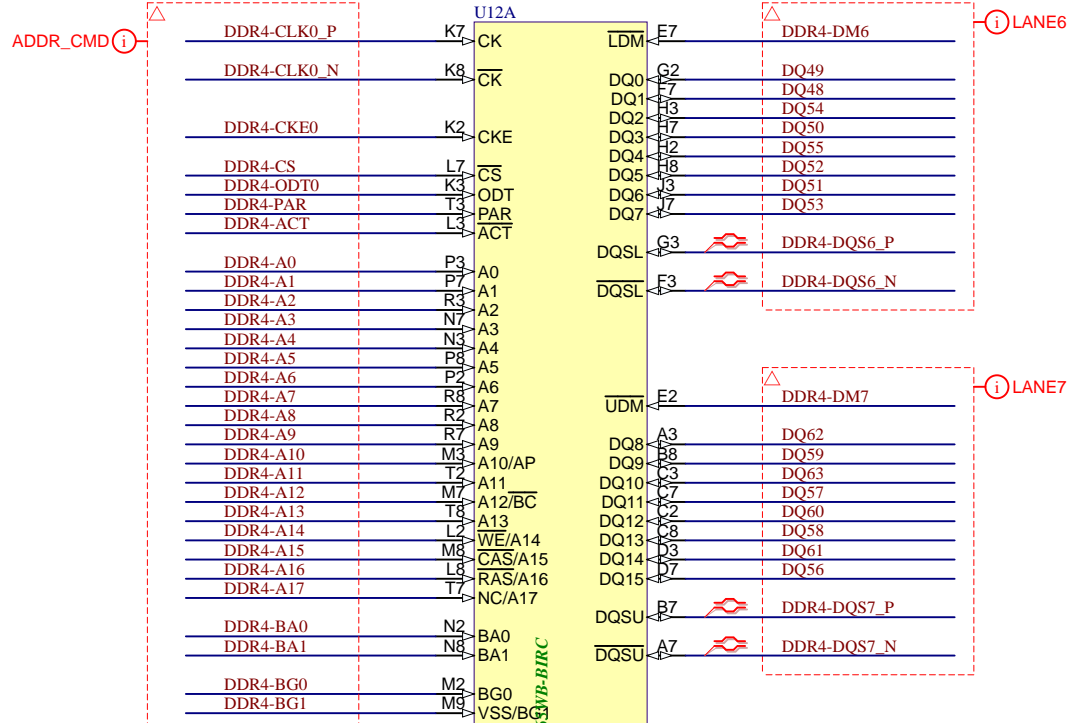 U12A
ADDR_CMD i
DDR4-CLK0_P K7 CK
DDR4-CLK0_N K8 CK
DDR4-CKE0 K2 CKE
DDR4-CS L7 CS
DDR4-ODT0 K3 ODT
DDR4-PAR T3 PAR
DDR4-ACT L3 ACT
DDR4-A0 P3 A0
DDR4-A1 P7 A1
DDR4-A2 R3 A2
DDR4-A3 N7 A3
DDR4-A4 N3 A4
DDR4-A5 P8 A5
DDR4-A6 P2 A6
DDR4-A7 R8 A7
DDR4-A8 R2 A8
DDR4-A9 R7 A9
DDR4-A10 M3 A10/AP
DDR4-A11 T2 A11
DDR4-A12 M7 A12/BC
DDR4-A13 T8 A13
DDR4-A14 L2 WE/A14
DDR4-A15 M8 CAS/A15
DDR4-A16 L8 RAS/A16
DDR4-A17 T7 NC/A17
DDR4-BA0 N2 BA0
DDR4-BA1 N8 BA1
DDR4-BG0 M2 BG0
DDR4-BG1 M9 VSS/BG1
i LANE6
LDM E7 DDR4-DM6
DQ0 G2 DQ49
DQ1 F7 DQ48
DQ2 H3 DQ54
DQ3 H7 DQ50
DQ4 H2 DQ55
DQ5 H8 DQ52
DQ6 J3 DQ51
DQ7 J7 DQ53
DQSL G3 DDR4-DQS6_P
DQSL F3 DDR4-DQS6_N
i LANE7
UDM E2 DDR4-DM7
DQ8 A3 DQ62
DQ9 B8 DQ59
DQ10 C3 DQ63
DQ11 C7 DQ57
DQ12 C2 DQ60
DQ13 C8 DQ58
DQ14 D3 DQ61
DQ15 D7 DQ56
DQSU B7 DDR4-DQS7_P
DQSU A7 DDR4-DQS7_N